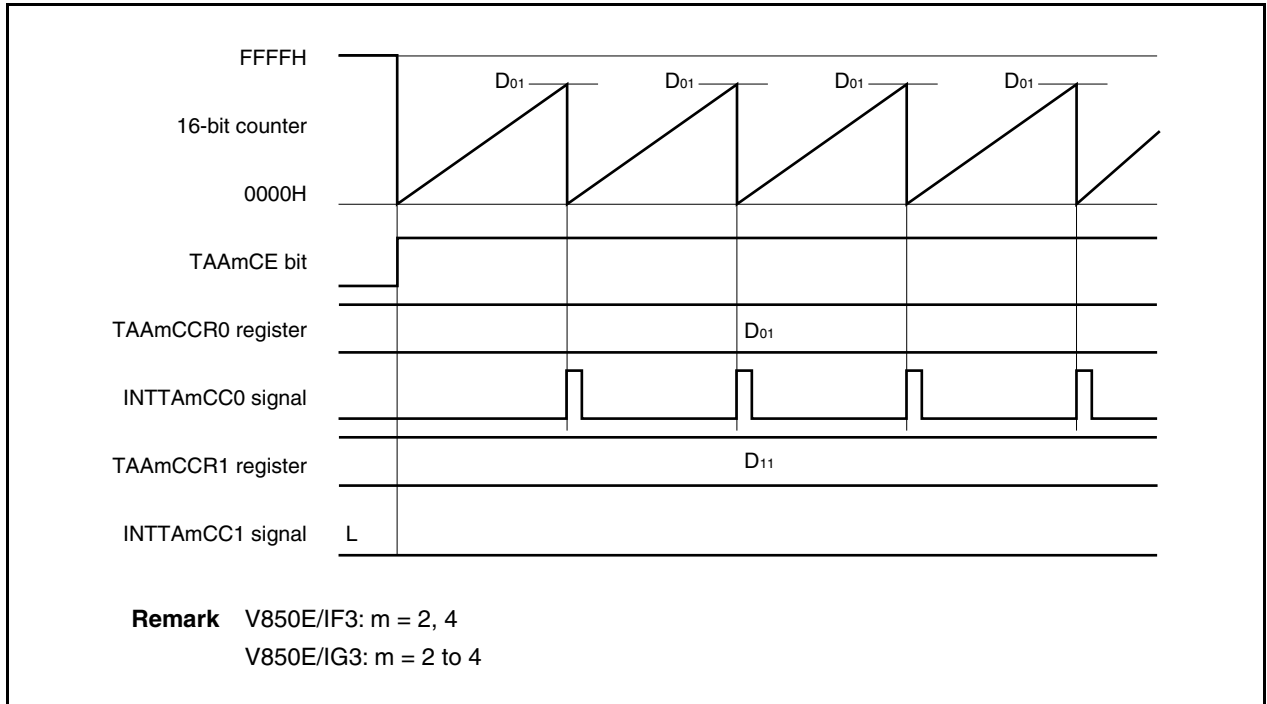 FFFFH
D01 D01 D01 D01
16-bit counter
0000H
TAAmCE bit
TAAmCCR0 register D01
INTTAmCC0 signal
TAAmCCR1 register D11
INTTAmCC1 signal L
Remark V850E/IF3: m = 2, 4
V850E/IG3: m = 2 to 4